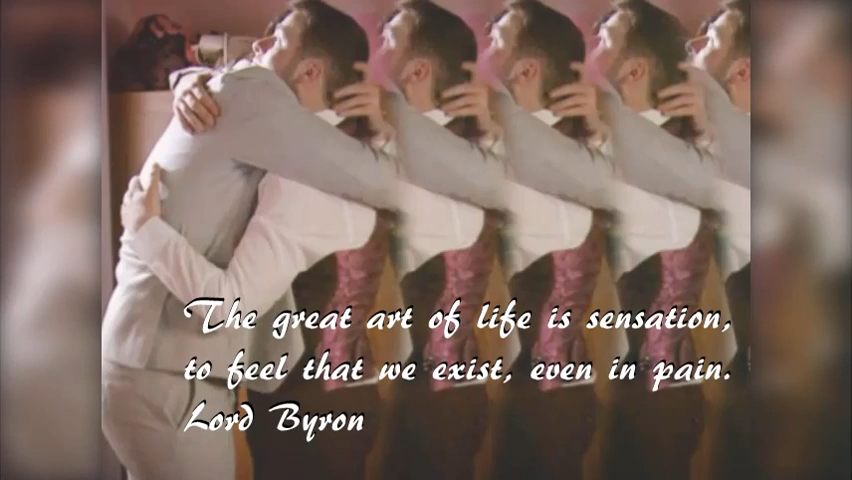 The great art of life is sensation,
to feel that we exist, even in pain.
Lord Byron